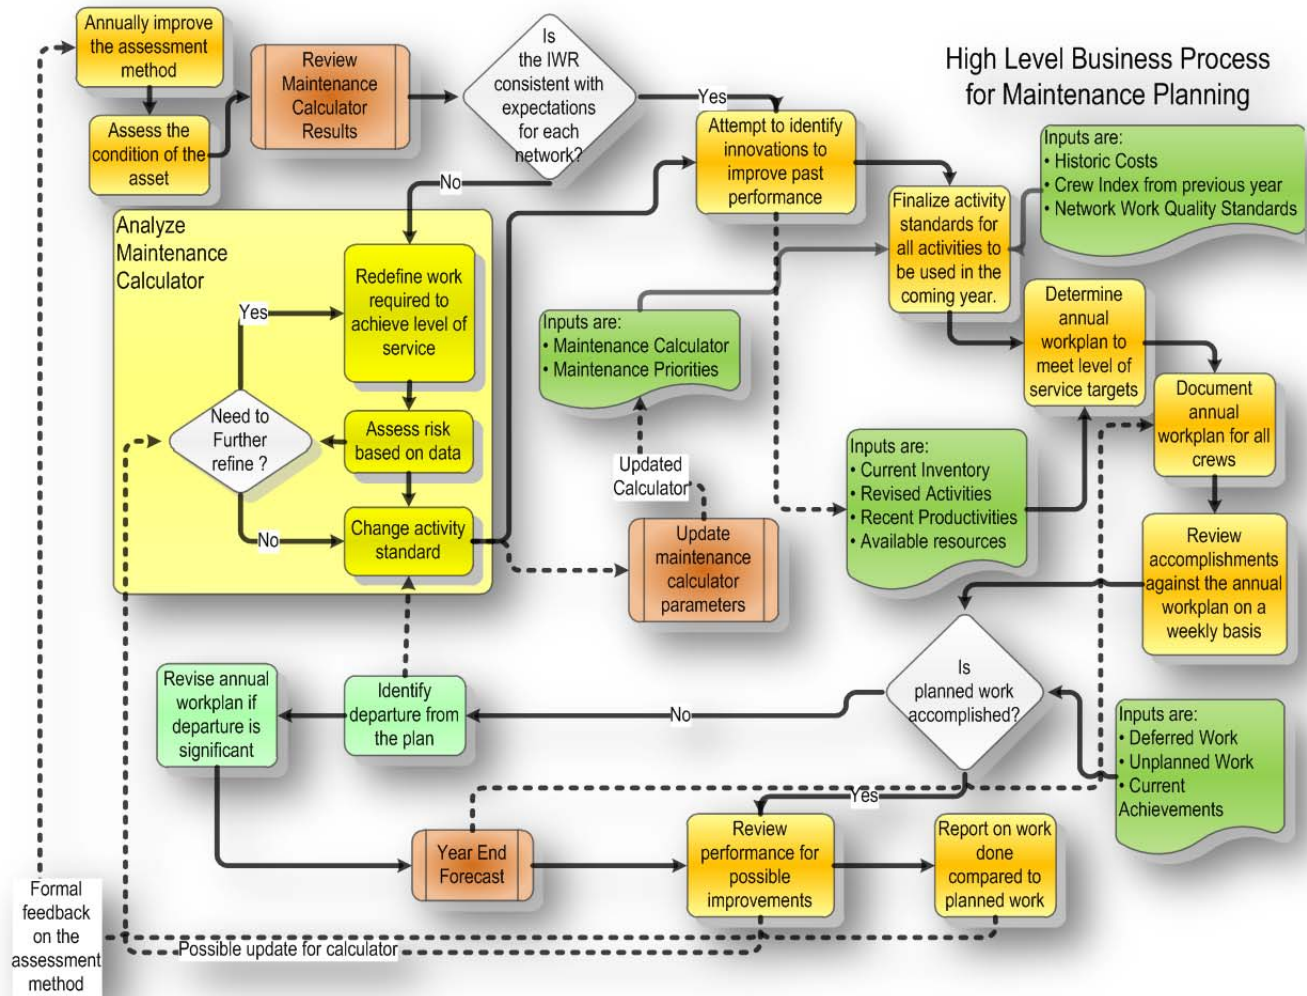 High Level Business Process
for Maintenance Planning
Annually improve
the assessment
method
Assess the
condition of the
asset
Review
Maintenance
Calculator
Results
Is
the IWR
consistent with
expectations
for each
network?
Yes
No
Attempt to identify
innovations to
improve past
performance
Finalize activity
standards for
all activities to
be used in the
coming year.
Inputs are:
• Historic Costs
• Crew Index from previous year
• Network Work Quality Standards
Analyze
Maintenance
Calculator
Redefine work
required to
achieve level of
service
Yes
Need to
Further
refine ?
Assess risk
based on data
No
Change activity
standard
Inputs are:
• Maintenance Calculator
• Maintenance Priorities
Updated
Calculator
Update
maintenance
calculator
parameters
Determine
annual
workplan to
meet level of
service targets
Document
annual
workplan for all
crews
Inputs are:
• Current Inventory
• Revised Activities
• Recent Productivities
• Available resources
Review
accomplishments
against the annual
workplan on a
weekly basis
Is
planned work
accomplished?
No
Yes
Inputs are:
• Deferred Work
• Unplanned Work
• Current
Achievements
Identify
departure from
the plan
Revise annual
workplan if
departure is
significant
Year End
Forecast
Review
performance for
possible
improvements
Report on work
done
compared to
planned work
Possible update for calculator
Formal
feedback
on the
assessment
method